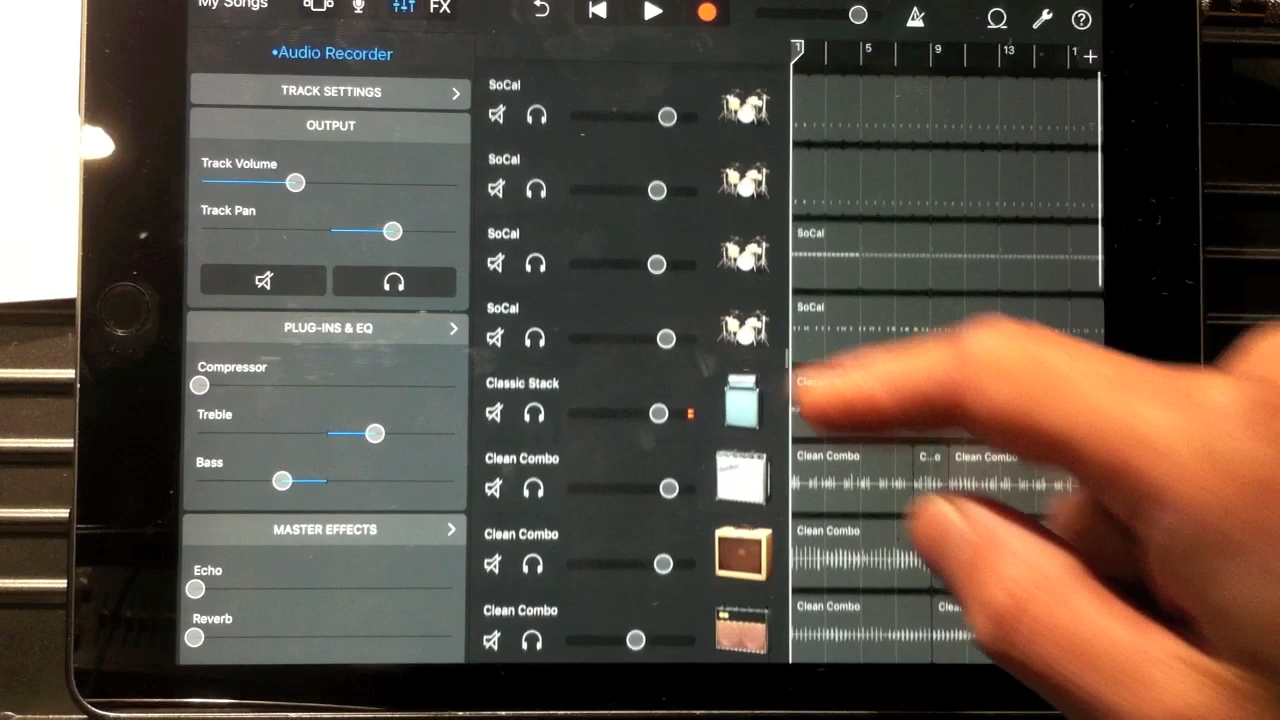 My Songs
FX
•Audio Recorder
TRACK SETTINGS
OUTPUT
Track Volume
Track Pan
PLUG-INS & EQ
Compressor
Treble
Bass
MASTER EFFECTS
Echo
Reverb
SoCal
SoCal
SoCal
SoCal
Classic Stack
Clean Combo
Clean Combo
Clean Combo
1 5 9 13 1
SoCal
SoCal
Clean Combo C...o Clean Combo
Clean Combo
Clean Combo Clea